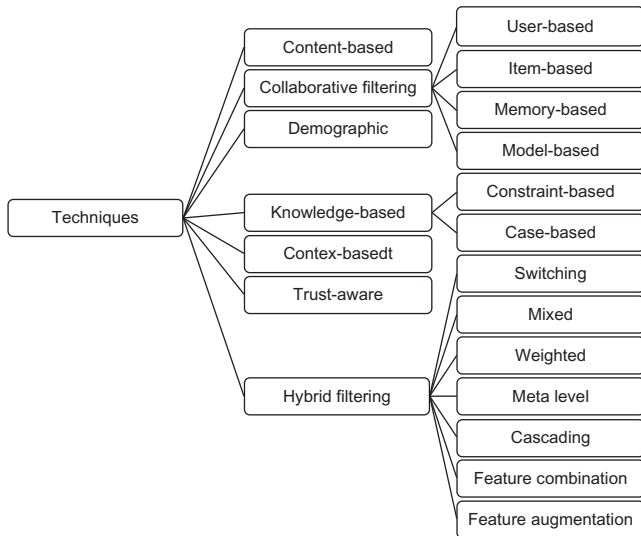 Techniques
Content-based
Collaborative filtering
Demographic
Knowledge-based
Contex-basedt
Trust-aware
Hybrid filtering
User-based
Item-based
Memory-based
Model-based
Constraint-based
Case-based
Switching
Mixed
Weighted
Meta level
Cascading
Feature combination
Feature augmentation